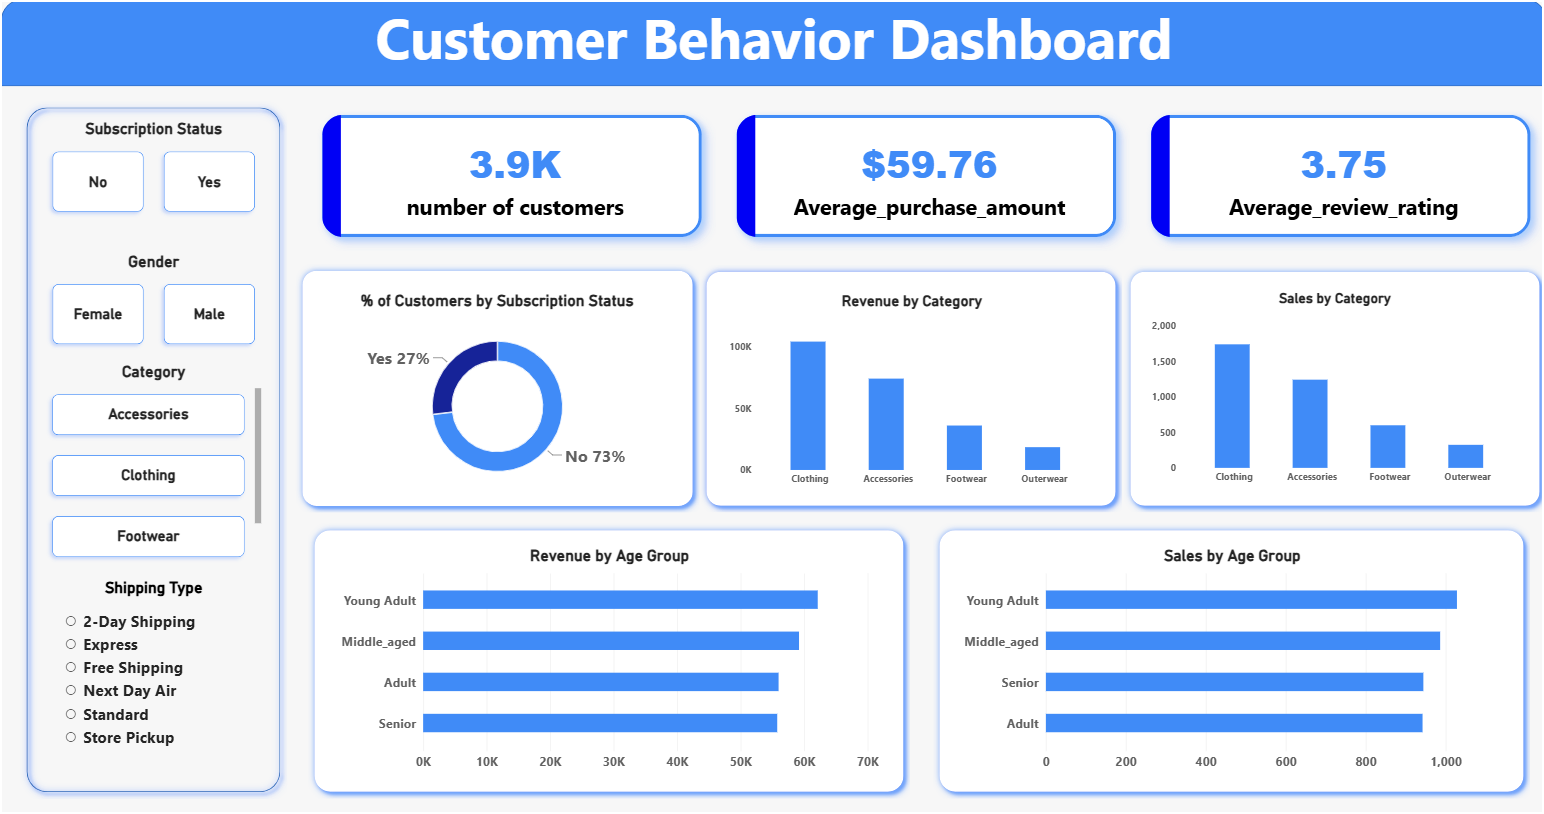 Customer Behavior Dashboard
Subscription Status
No
Yes
Gender
Female
Male
Category
Accessories
Clothing
Footwear
Shipping Type
2-Day Shipping
Express
Free Shipping
Next Day Air
Standard
Store Pickup
3.9K
number of customers
$59.76
Average_purchase_amount
3.75
Average_review_rating
% of Customers by Subscription Status
Yes 27%
No 73%
Revenue by Category
100K
50K
0K
Clothing
Accessories
Footwear
Outerwear
Sales by Category
2,000
1,500
1,000
500
0
Clothing
Accessories
Footwear
Outerwear
Revenue by Age Group
Young Adult
Middle_aged
Adult
Senior
0K
10K
20K
30K
40K
50K
60K
70K
Sales by Age Group
Young Adult
Middle_aged
Senior
Adult
0
200
400
600
800
1,000